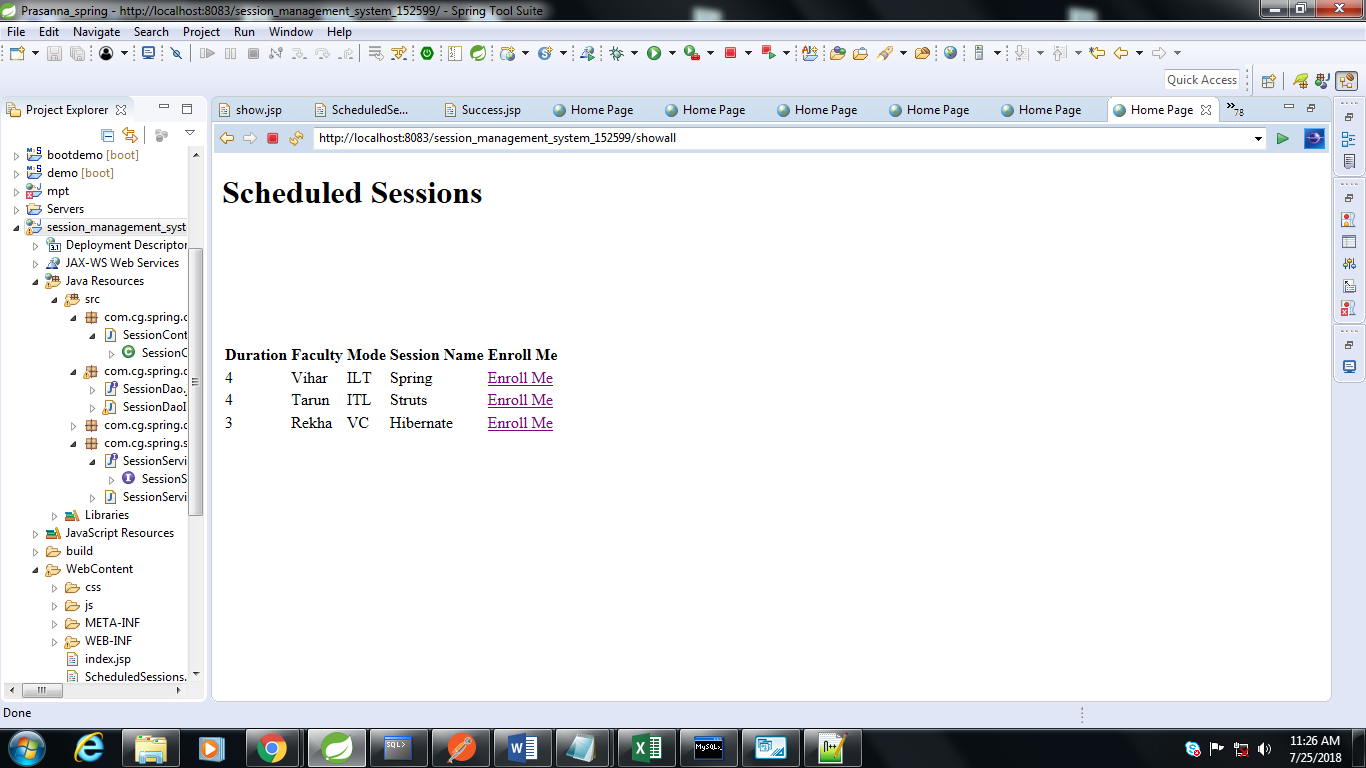 Prasanna_spring - http://localhost:8083/session_management_system_152599/ - Spring Tool Suite
File Edit Navigate Search Project Run Window Help
Quick Access
Project Explorer
show.jsp ScheduledSe... Success.jsp Home Page Home Page Home Page Home Page Home Page Home Page »78
http://localhost:8083/session_management_system_152599/showall
bootdemo [boot]
demo [boot]
mpt
Servers
session_management_syst
Deployment Descriptor
JAX-WS Web Services
Java Resources
src
com.cg.spring.c
SessionCont
SessionC
com.cg.spring.c
SessionDao.j
SessionDaoI
com.cg.spring.c
com.cg.spring.s
SessionServi
SessionS
SessionServi
Libraries
JavaScript Resources
build
WebContent
css
js
META-INF
WEB-INF
index.jsp
ScheduledSessions.
Scheduled Sessions
Duration Faculty Mode Session Name Enroll Me
4 Vihar ILT Spring Enroll Me
4 Tarun ITL Struts Enroll Me
3 Rekha VC Hibernate Enroll Me
Done
11:26 AM
7/25/2018